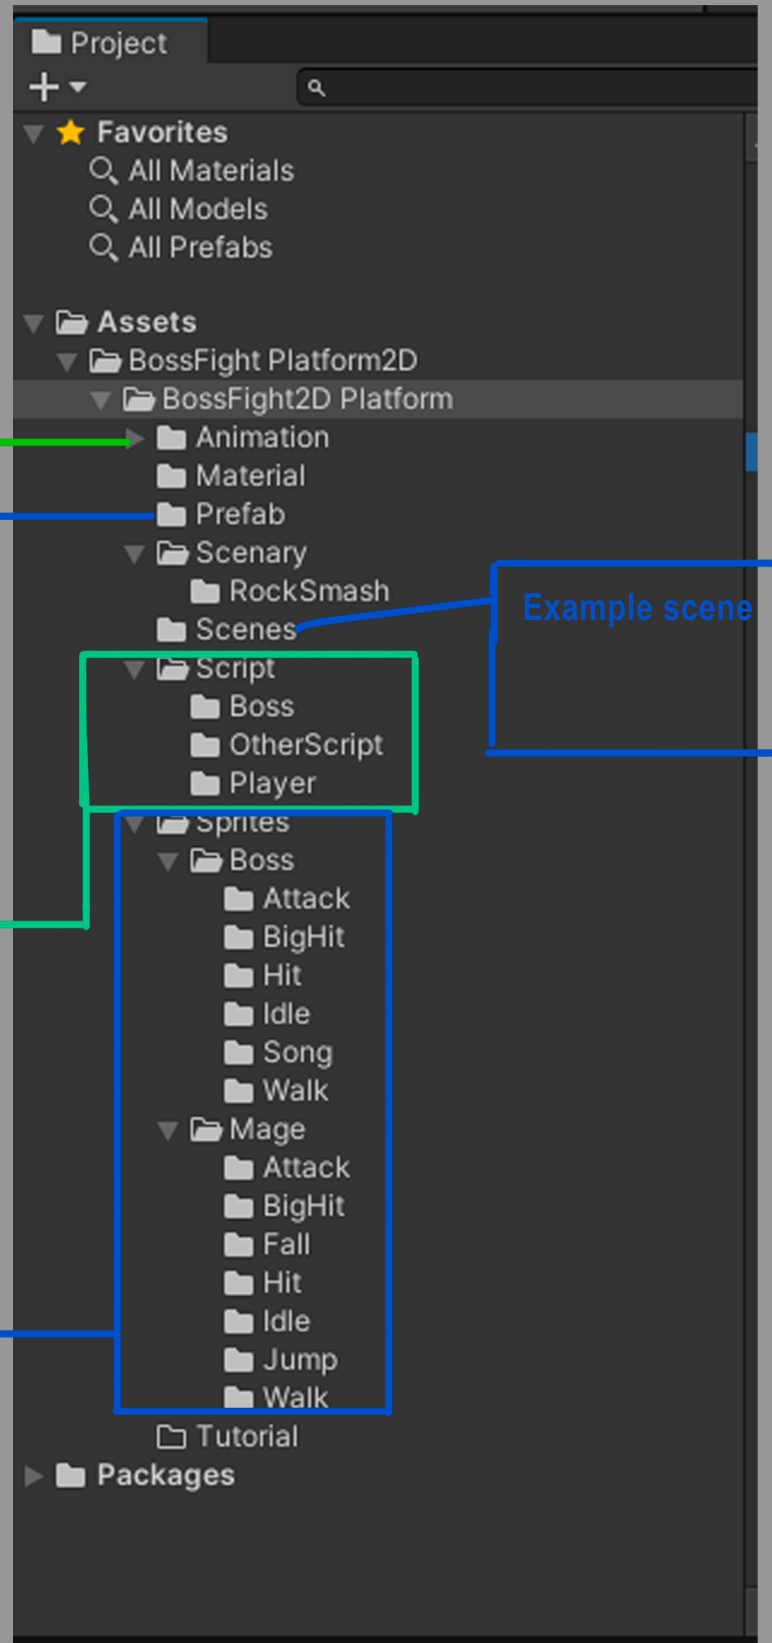 Project
Favorites
All Materials
All Models
All Prefabs
Assets
BossFight Platform2D
BossFight2D Platform
Animation
Material
Prefab
Scenary
RockSmash
Scenes
Example scene
Script
Boss
OtherScript
Player
Sprites
Boss
Attack
BigHit
Hit
Idle
Song
Walk
Mage
Attack
BigHit
Fall
Hit
Idle
Jump
Walk
Tutorial
Packages